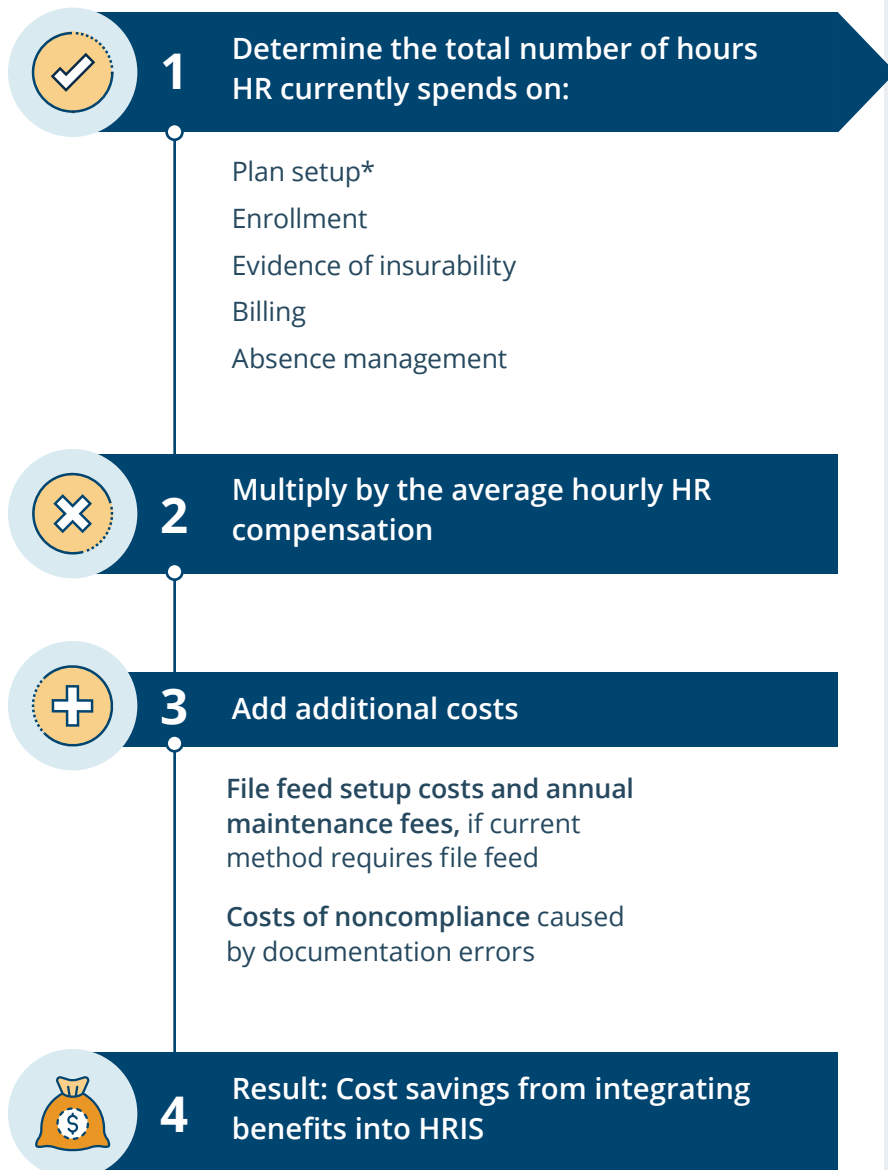 1
Determine the total number of hours
HR currently spends on:
Plan setup*
Enrollment
Evidence of insurability
Billing
Absence management
2
Multiply by the average hourly HR
compensation
3
Add additional costs
File feed setup costs and annual
maintenance fees, if current
method requires file feed
Costs of noncompliance caused
by documentation errors
4
Result: Cost savings from integrating
benefits into HRIS
$